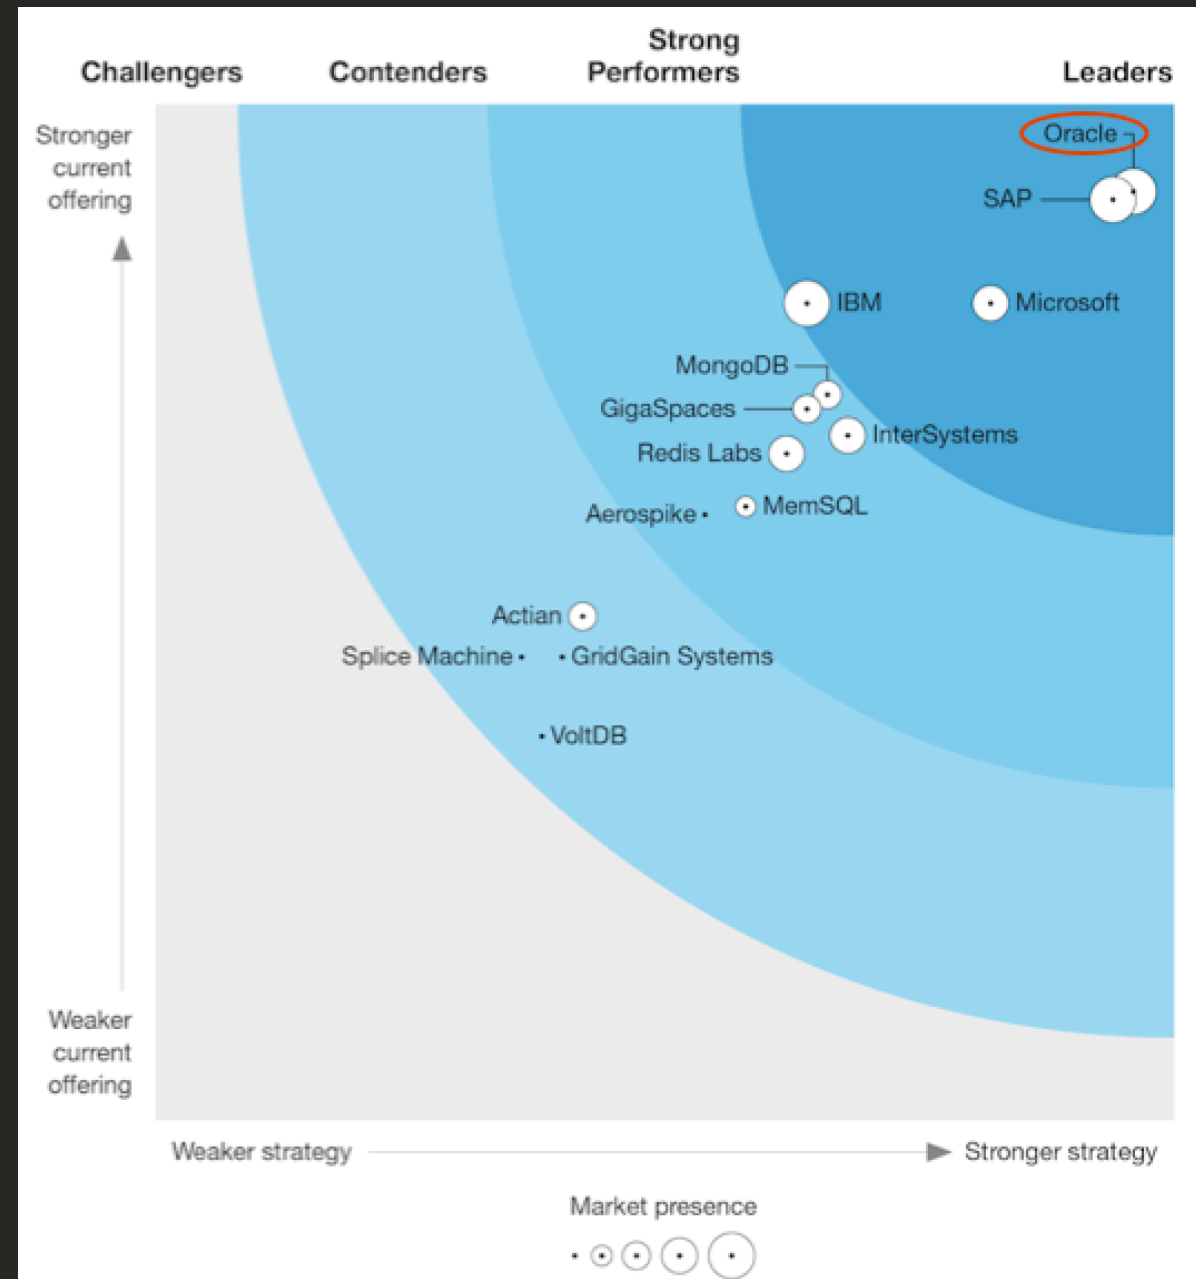 Challengers
Contenders
Strong
Performers
Leaders
Stronger
current
offering
Oracle
SAP
IBM
Microsoft
MongoDB
GigaSpaces
InterSystems
Redis Labs
MemSQL
Aerospike
Actian
Splice Machine
GridGain Systems
VoltDB
Weaker
current
offering
Weaker strategy
Stronger strategy
Market presence